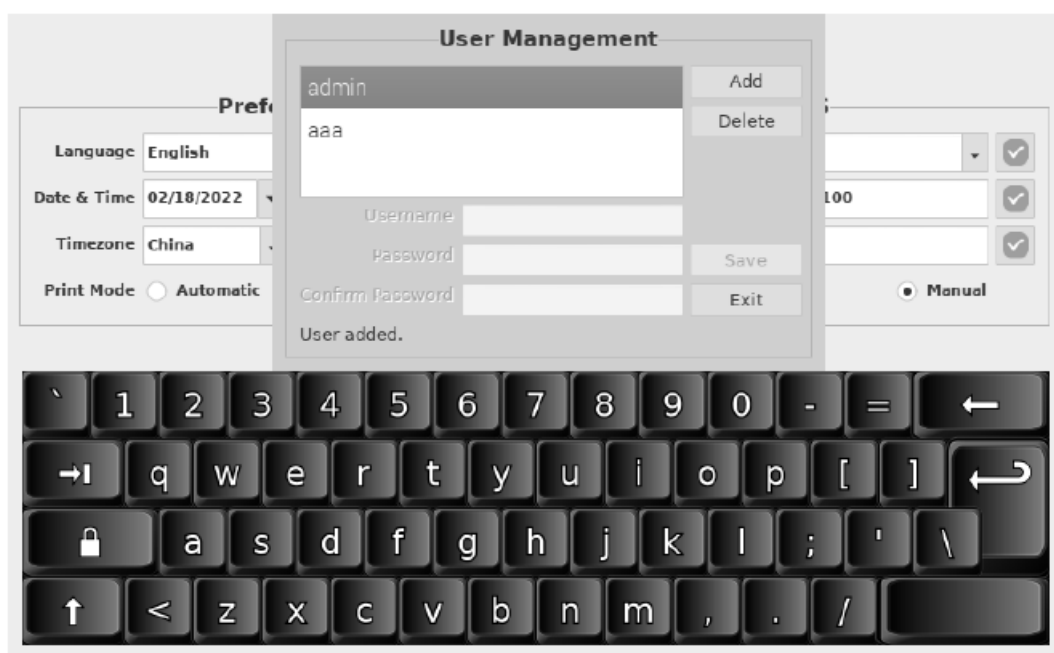 User Management
admin
Add
aaa
Delete
Username
Password
Save
Confirm Password
Exit
User added.
Language English
Date & Time 02/18/2022
100
Timezone China
Print Mode Automatic
Manual
` 1 2 3 4 5 6 7 8 9 0 - =
q w e r t y u i o p [ ]
a s d f g h j k l ; ' \
< z x c v b n m , . /